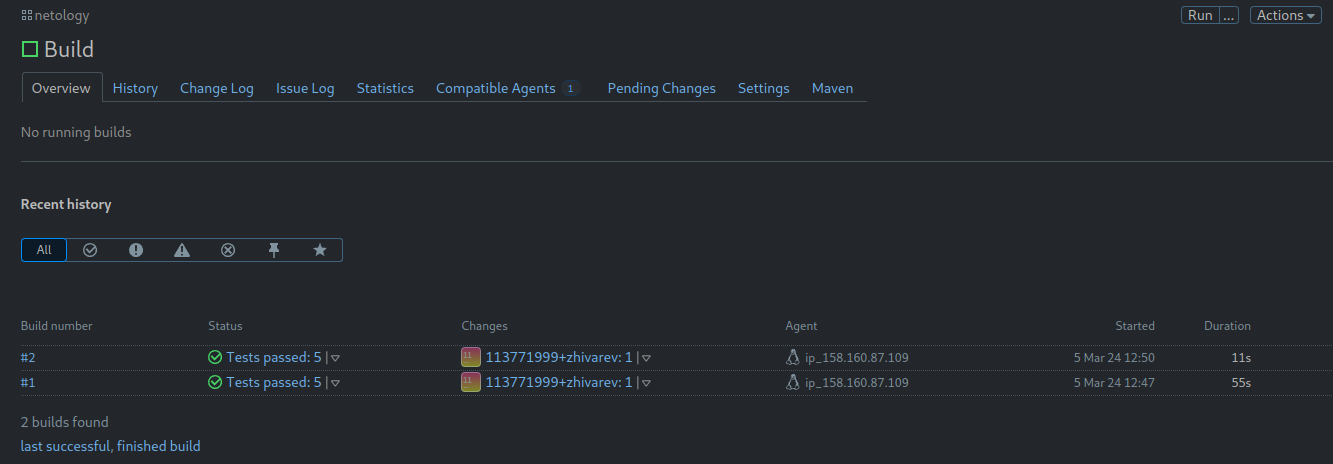 netology
Run ... Actions
Build
Overview History Change Log Issue Log Statistics Compatible Agents 1 Pending Changes Settings Maven
No running builds
Recent history
All
Build number Status Changes Agent Started Duration
#2 Tests passed: 5 | 11 113771999+zhivarev: 1 | ip_158.160.87.109 5 Mar 24 12:50 11s
#1 Tests passed: 5 | 11 113771999+zhivarev: 1 | ip_158.160.87.109 5 Mar 24 12:47 55s
2 builds found
last successful, finished build